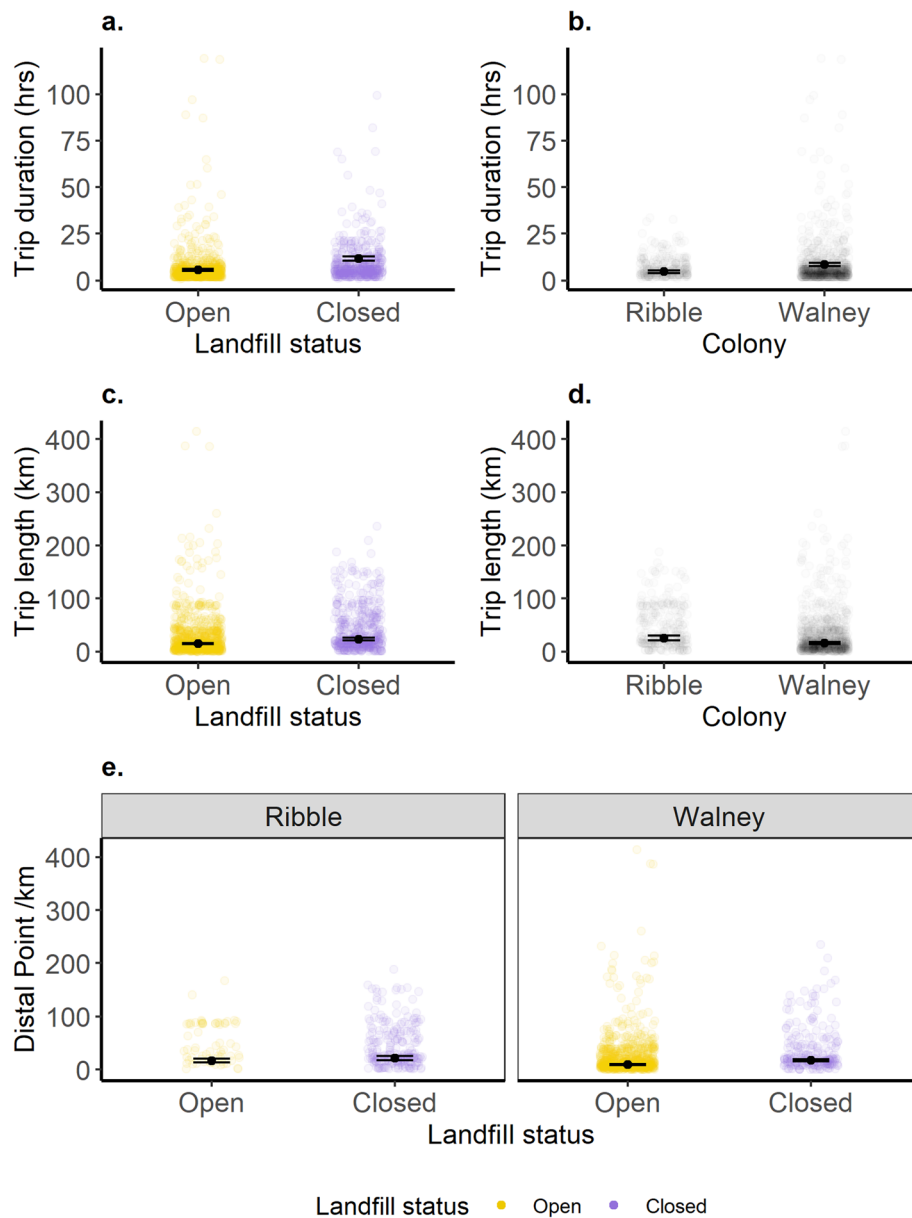 a.
Trip duration (hrs)
100
75
50
25
0
Open Closed
Landfill status
b.
Trip duration (hrs)
100
75
50
25
0
Ribble Walney
Colony
c.
Trip length (km)
400
300
200
100
0
Open Closed
Landfill status
d.
Trip length (km)
400
300
200
100
0
Ribble Walney
Colony
e.
Ribble Walney
Distal Point /km
400
300
200
100
0
Open Closed Open Closed
Landfill status
Landfill status Open Closed